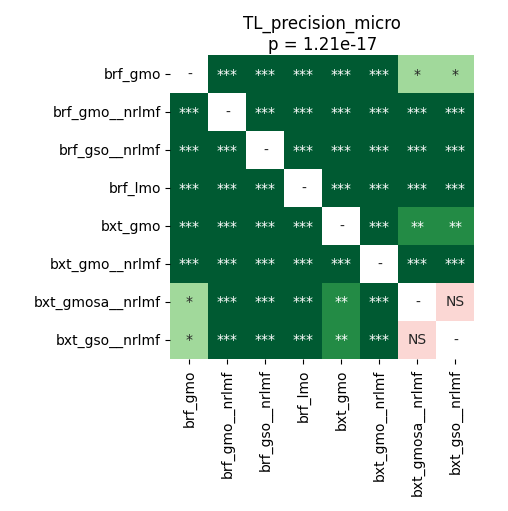 TL_precision_micro
p = 1.21e-17
brf_gmo - *** *** *** *** *** * *
brf_gmo__nrlmf *** - *** *** *** *** *** ***
brf_gso__nrlmf *** *** - *** *** *** *** ***
brf_lmo *** *** *** - *** *** *** ***
bxt_gmo *** *** *** *** - *** ** **
bxt_gmo__nrlmf *** *** *** *** *** - *** ***
bxt_gmosa__nrlmf * *** *** *** ** *** - NS
bxt_gso__nrlmf * *** *** *** ** *** NS -
brf_gmo
brf_gmo__nrlmf
brf_gso__nrlmf
brf_lmo
bxt_gmo
bxt_gmo__nrlmf
bxt_gmosa__nrlmf
bxt_gso__nrlmf